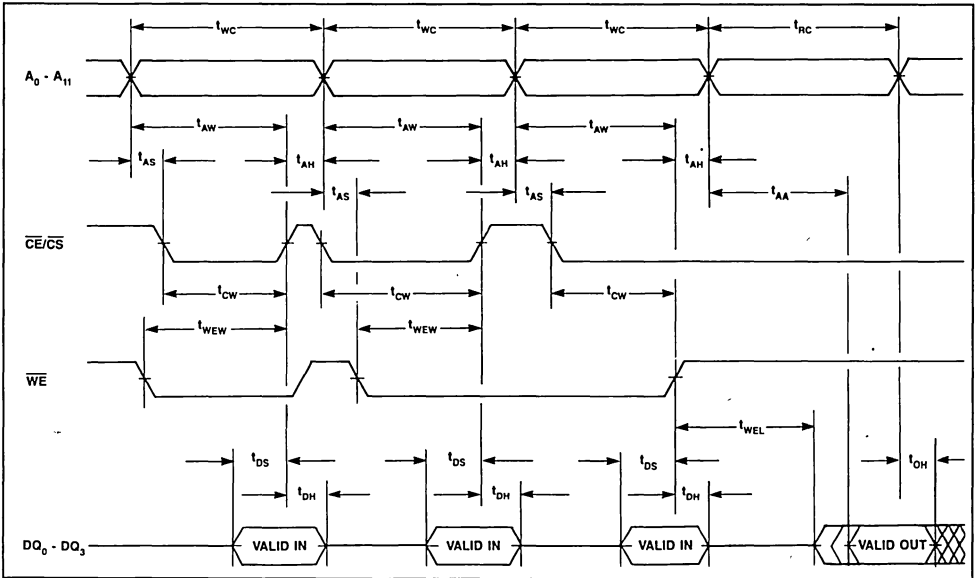 tWC tWC tWC tRC
A0 - A11
tAW tAW tAW
tAS tAH tAH tAH
tAS tAS tAA
CE/CS
tCW tCW tCW
tWEW tWEW
WE
tWEL
tDS tDS tDS tOH
tDH tDH tDH
DQ0 - DQ3 VALID IN VALID IN VALID IN VALID OUT